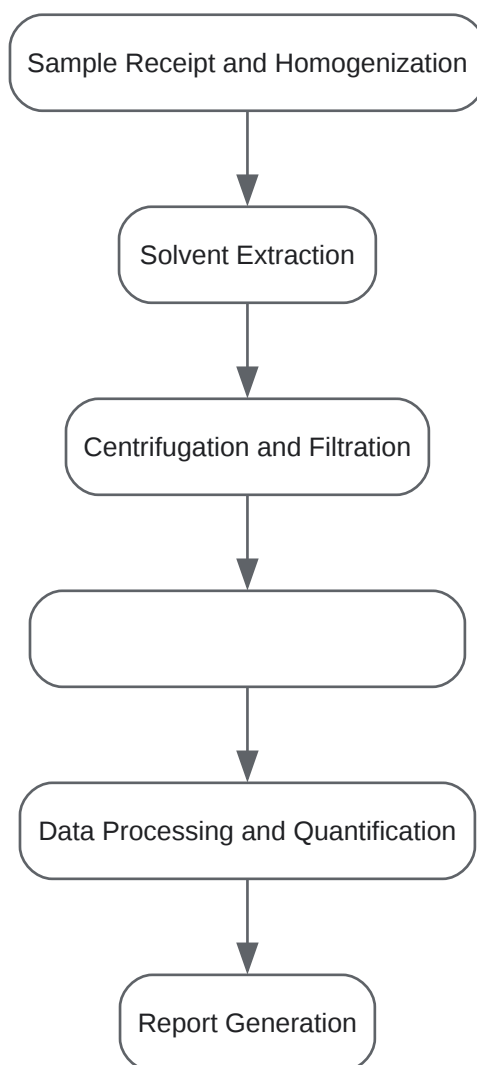 Sample Receipt and Homogenization
Solvent Extraction
Centrifugation and Filtration
Data Processing and Quantification
Report Generation